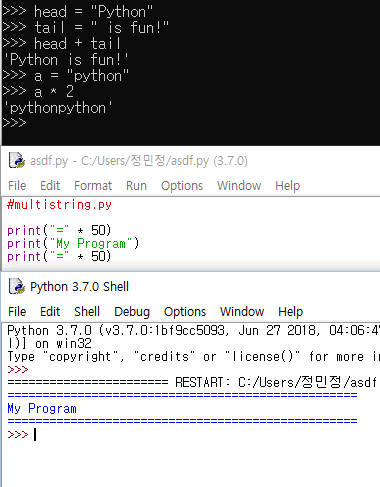 >>> head = "Python"
>>> tail = " is fun!"
>>> head + tail
'Python is fun!'
>>> a = "python"
>>> a * 2
'pythonpython'
>>>
asdf.py - C:/Users/정민정/asdf.py (3.7.0)
File Edit Format Run Options Window Help
#multistring.py
print("=" * 50)
print("My Program")
print("=" * 50)
Python 3.7.0 Shell
File Edit Shell Debug Options Window Help
Python 3.7.0 (v3.7.0:1bf9cc5093, Jun 27 2018, 04:06:4
l)] on win32
Type "copyright", "credits" or "license()" for more in
>>>
======================= RESTART: C:/Users/정민정/asdf
==================================================
My Program
==================================================
>>>